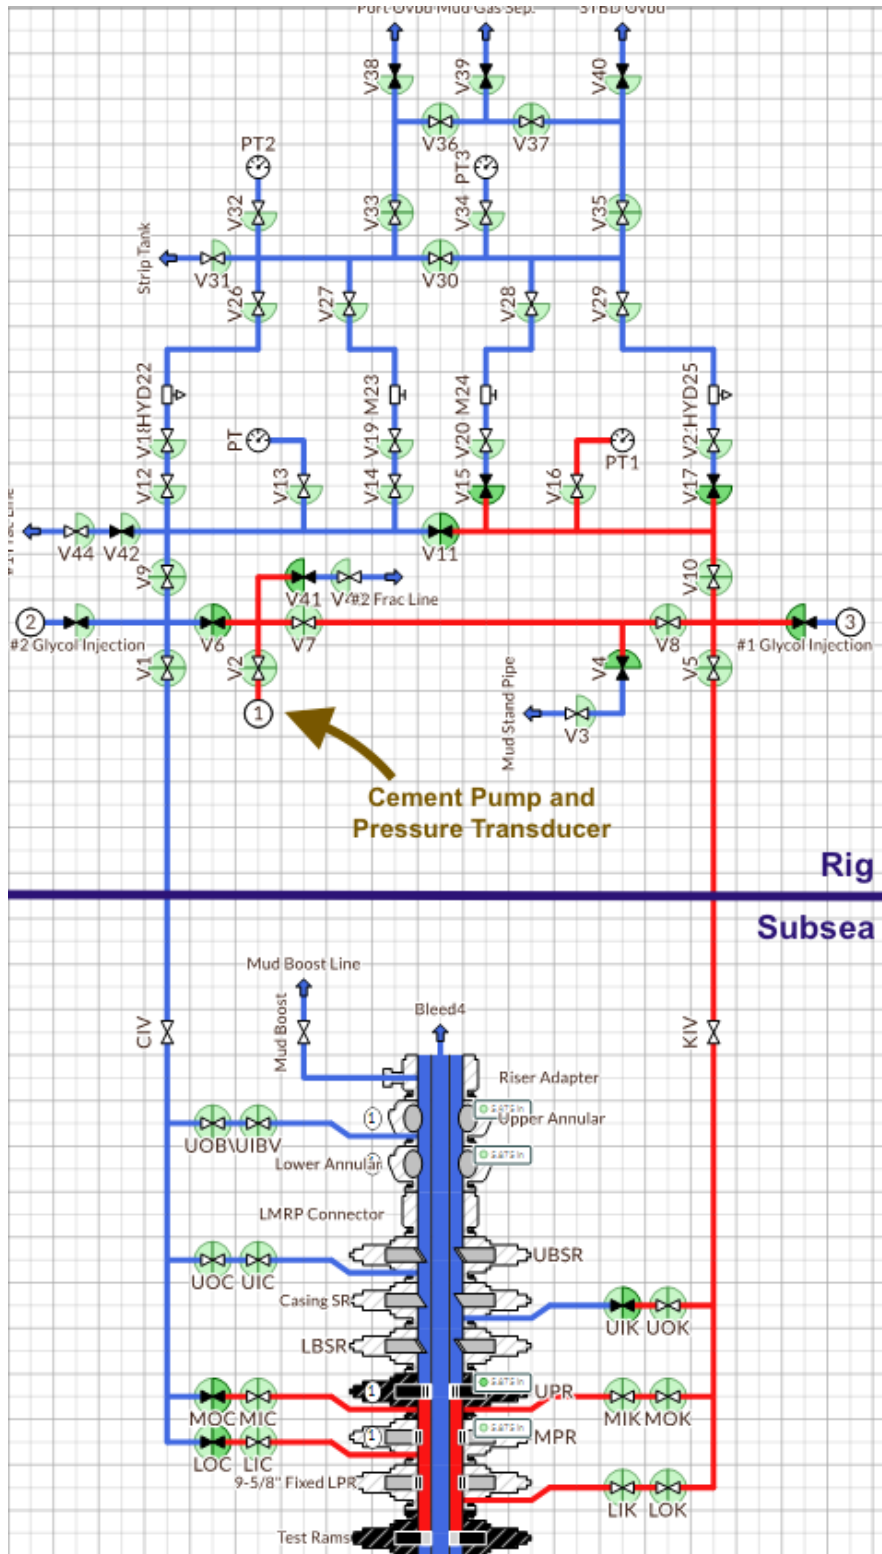 Port Ovbd Mud Gas Sep. STBD Ovbd
V38
V39
V40
V36
V37
PT2
PT3
V32
V33
V34
V35
Strip Tank
V31
V30
V26
V27
V28
V29
HYD22
M23
M24
HYD25
V18
V19
V20
PT
PT1
V12
V13
V14
V15
V16
V17
V44
V42
V11
V9
V41
#2 Frac Line
V10
2
3
#2 Glycol Injection
V6
V7
V8
#1 Glycol Injection
V1
V2
V4
V5
1
Mud Stand Pipe
V3
Cement Pump and
Pressure Transducer
Rig
Subsea
Mud Boost Line
Mud Boost
Bleed4
CIV
KIV
Riser Adapter
1
Upper Annular
UIBV
Lower Annular
LMRP Connector
UOC
UIC
UBSR
Casing SR
LBSR
UIK
UOK
1
UPR
MOC
MIC
MIK
MOK
1
MPR
LOC
LIC
9-5/8" Fixed LPR
LIK
LOK
Test Rams